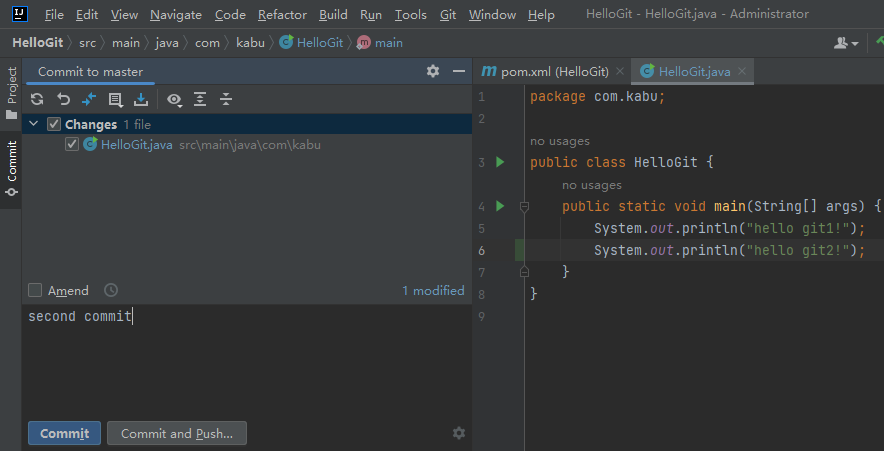 IJ File Edit View Navigate Code Refactor Build Run Tools Git Window Help HelloGit - HelloGit.java - Administrator
HelloGit src main java com kabu C HelloGit m main
Project
Commit
Commit to master
Changes 1 file
C HelloGit.java src\main\java\com\kabu
Amend 1 modified
second commit
Commit Commit and Push...
m pom.xml (HelloGit) C HelloGit.java
1 package com.kabu;
2
no usages
3 public class HelloGit {
no usages
4 public static void main(String[] args) {
5 System.out.println("hello git1!");
6 System.out.println("hello git2!");
7 }
8 }
9